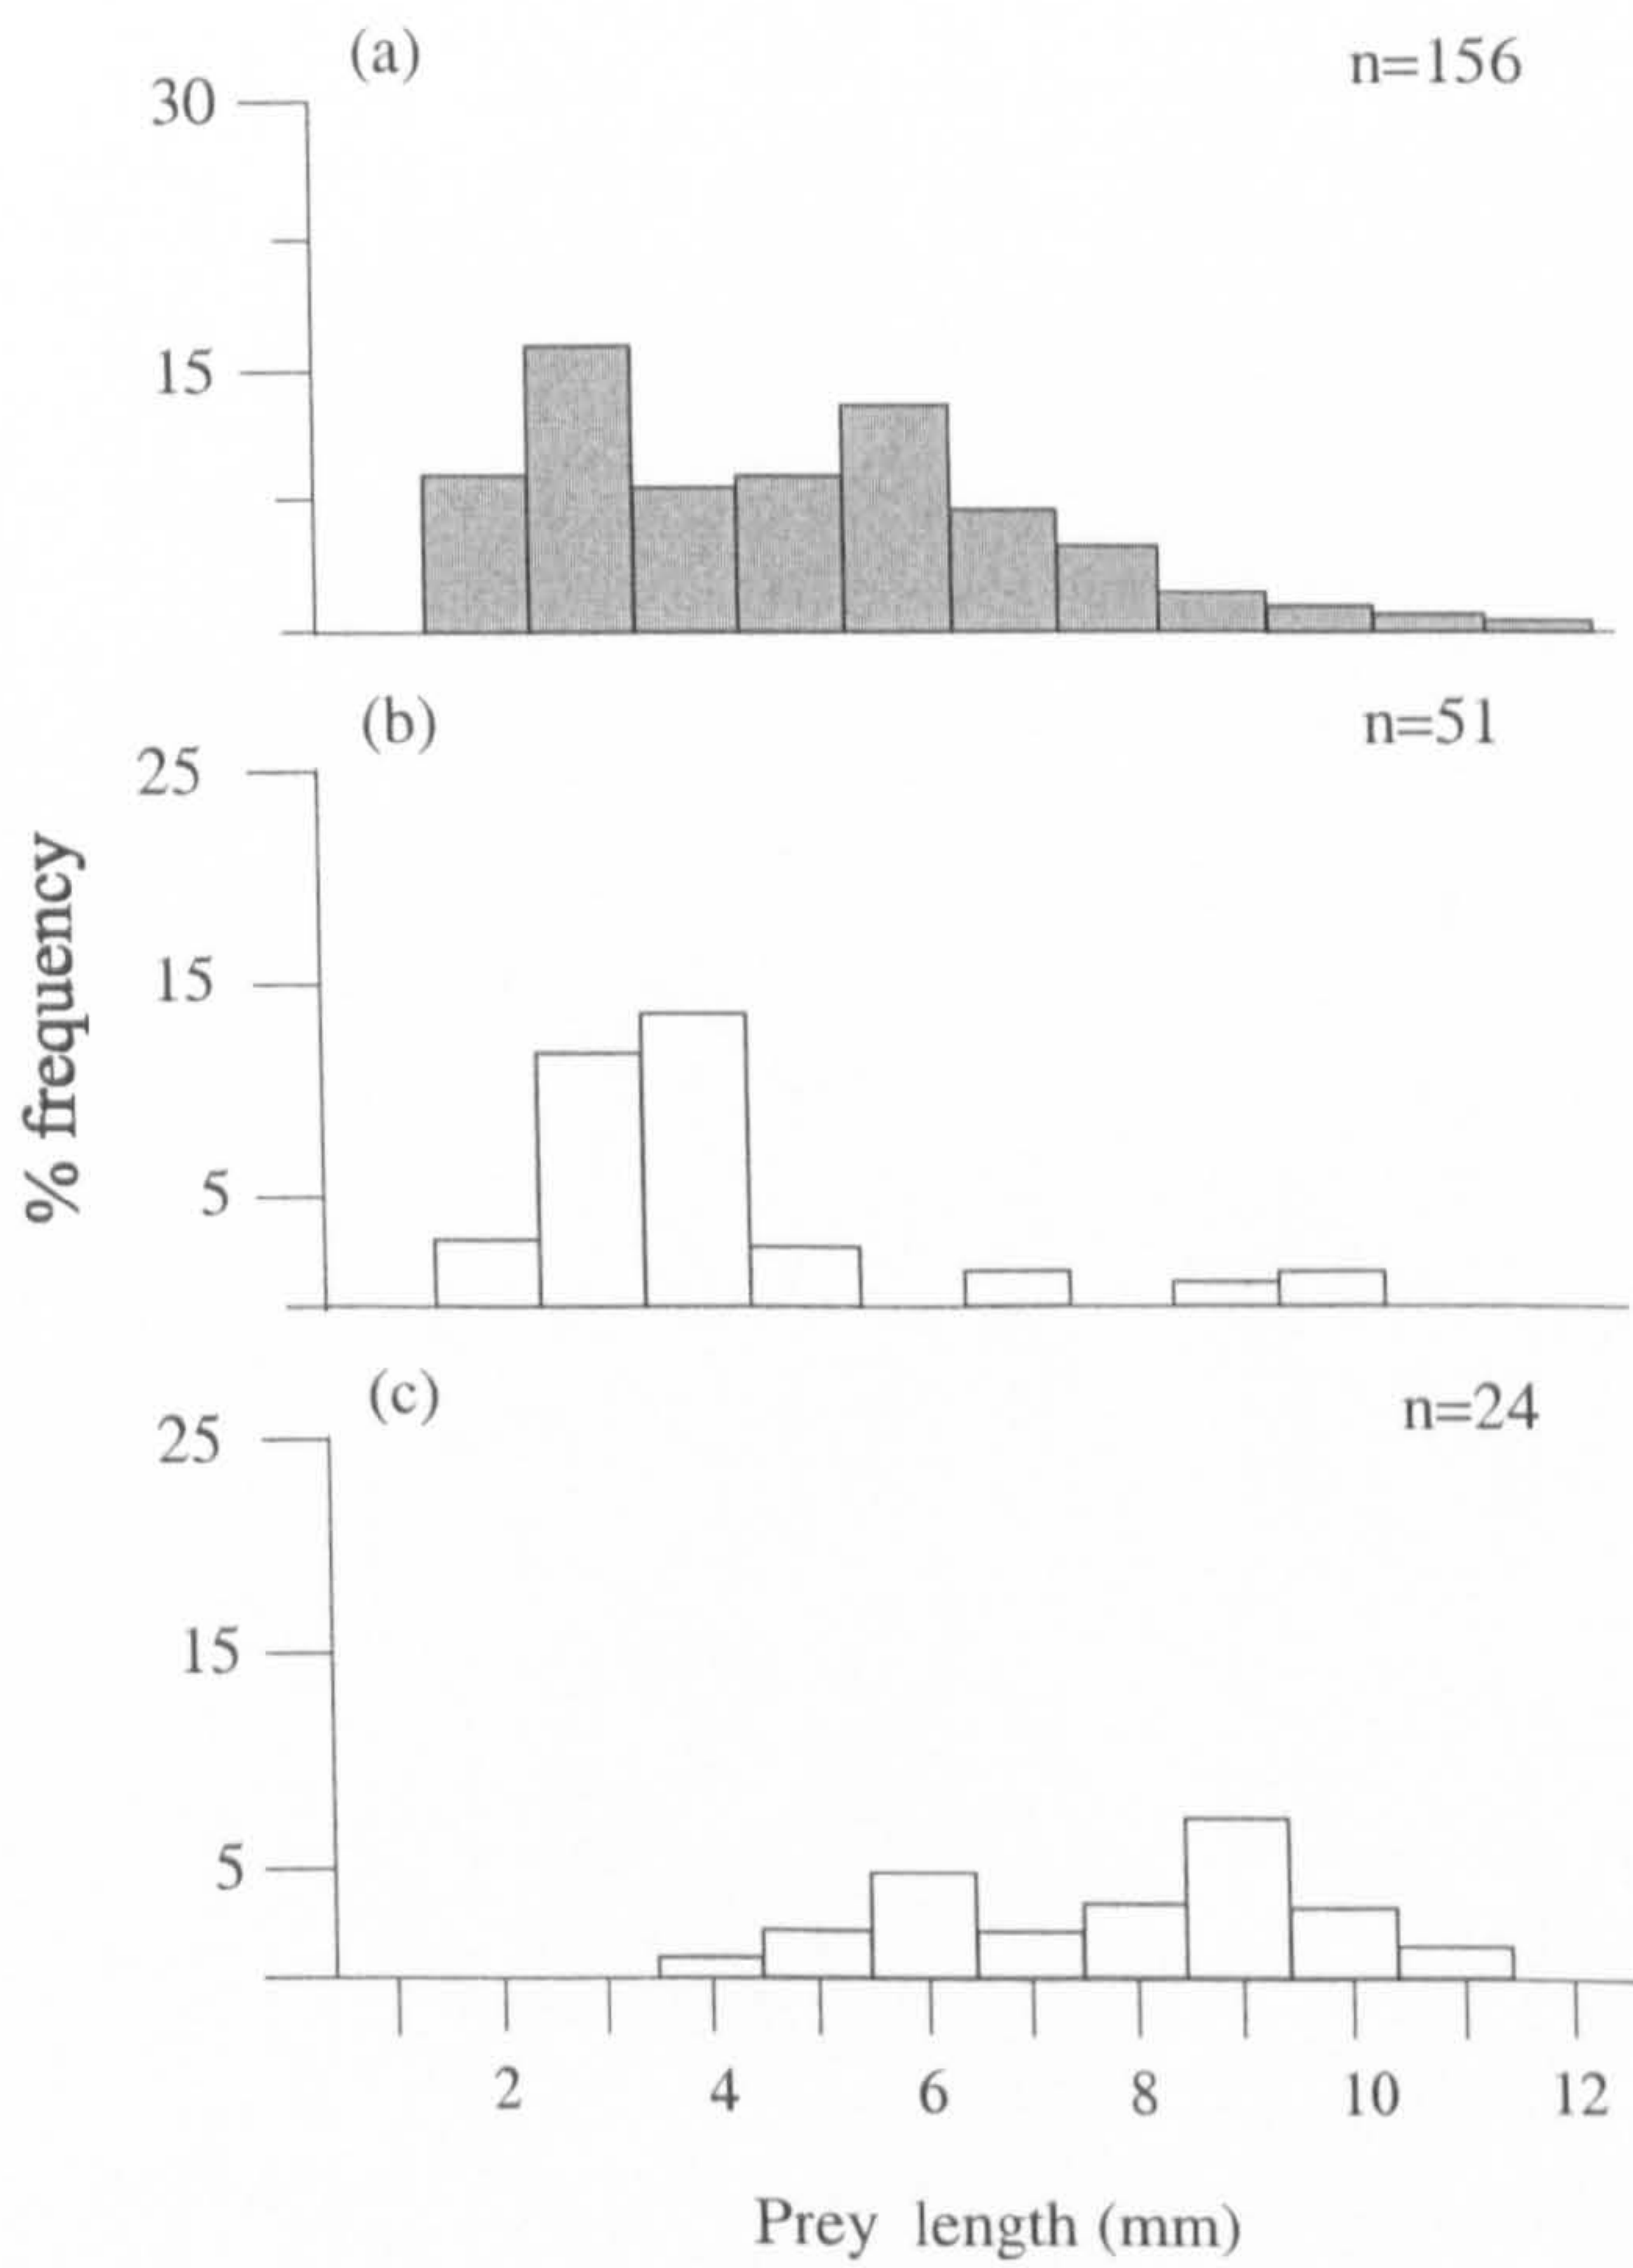 (a)
n=156
30
15
(b)
n=51
25
15
5
% frequency
(c)
n=24
25
15
5
2 4 6 8 10 12
Prey length (mm)